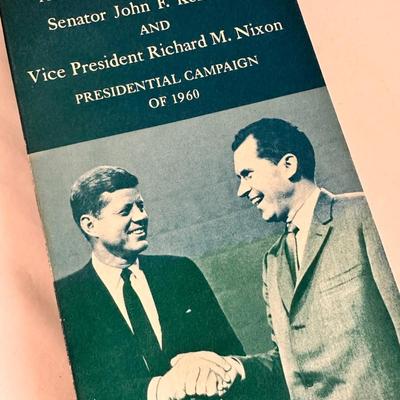 Senator John F.
AND
Vice President Richard M. Nixon
PRESIDENTIAL CAMPAIGN
OF 1960